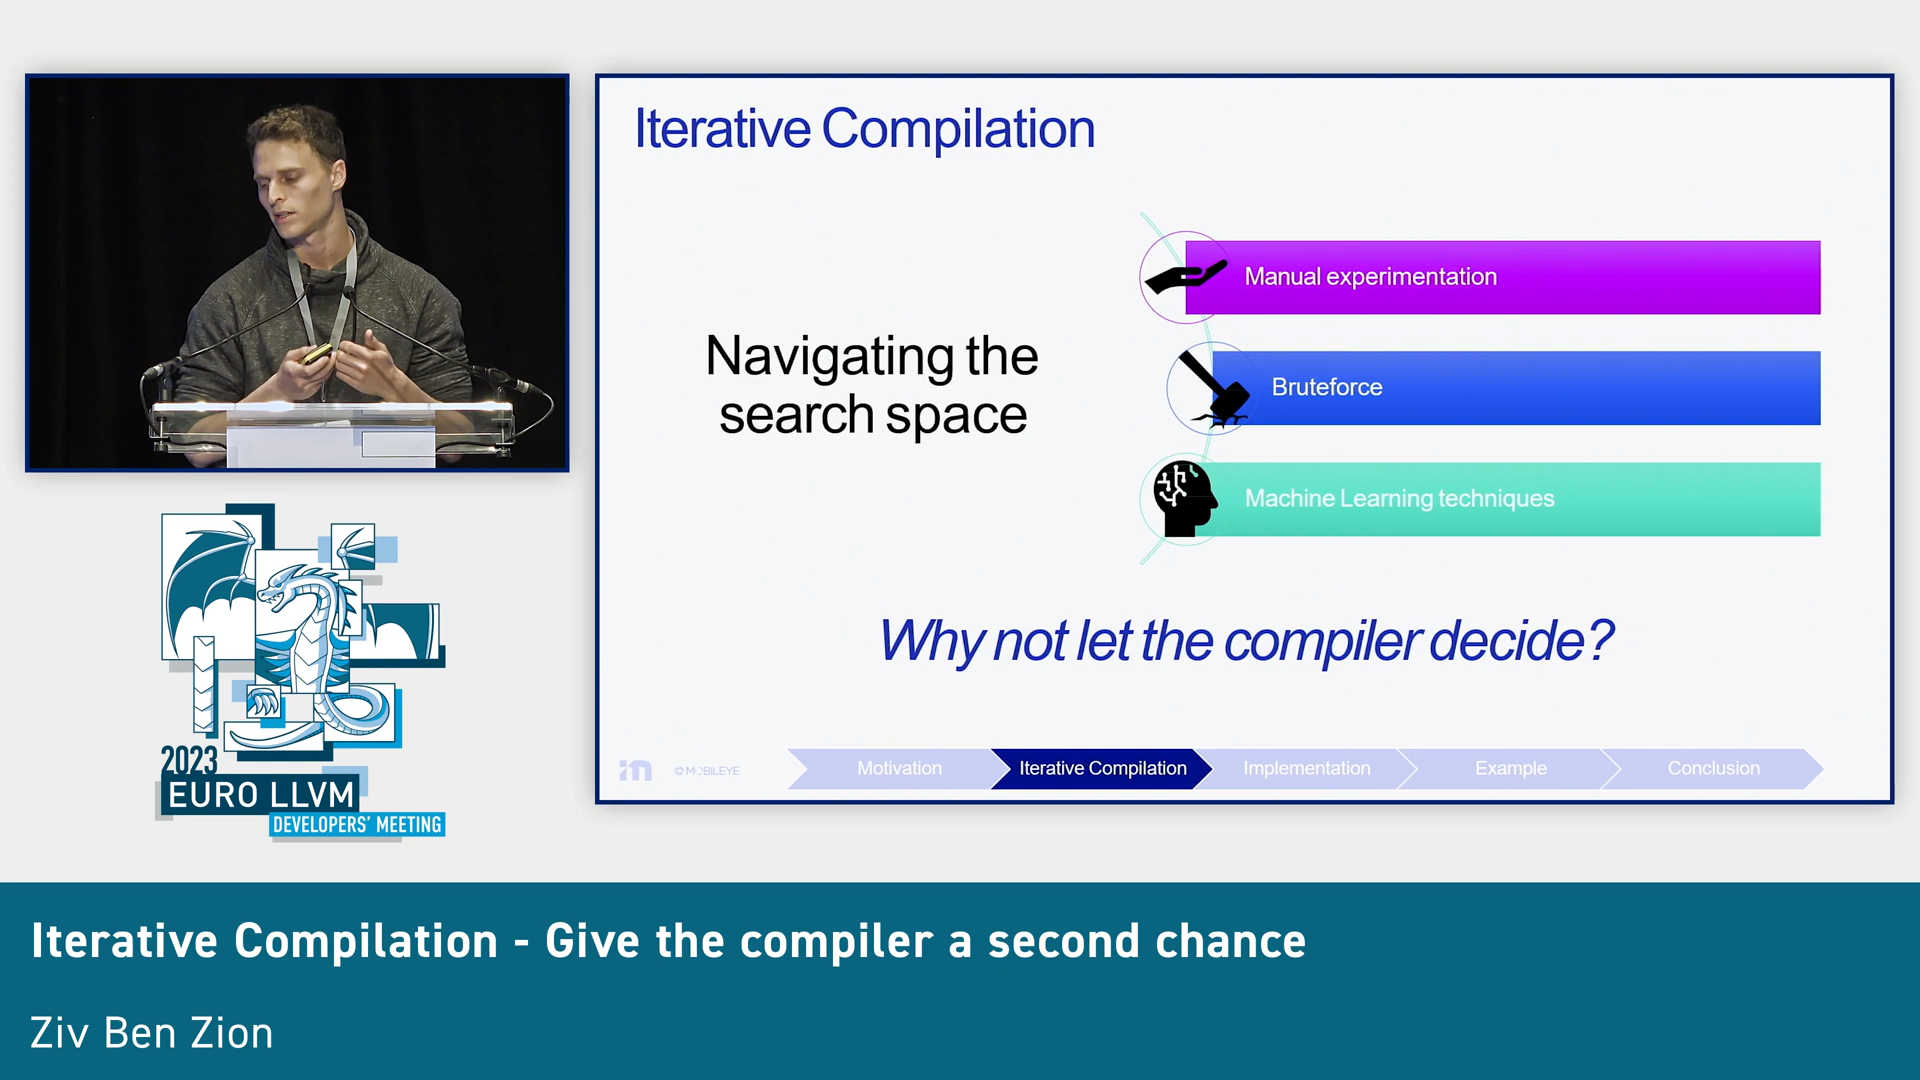 Iterative Compilation
Navigating the
search space
Manual experimentation
Bruteforce
Machine Learning techniques
Why not let the compiler decide?
MOBILEYE
Motivation
Iterative Compilation
Implementation
Example
Conclusion
2023
EURO LLVM
DEVELOPERS' MEETING
Iterative Compilation - Give the compiler a second chance
Ziv Ben Zion